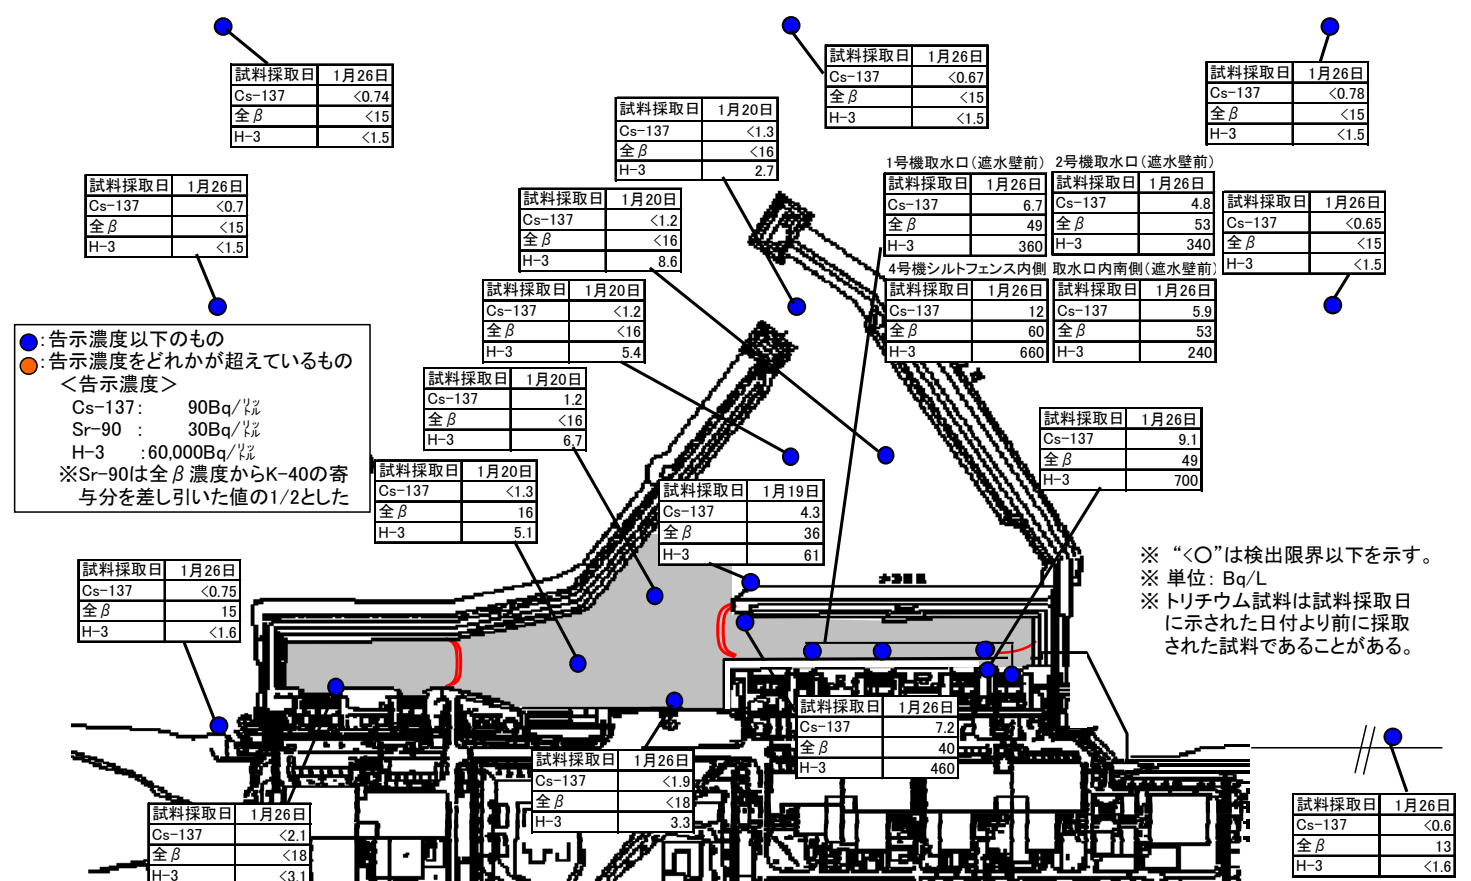 試料採取日 1月26日
Cs-137 <0.74
全β <15
H-3 <1.5
試料採取日 1月26日
Cs-137 <0.67
全β <15
H-3 <1.5
試料採取日 1月26日
Cs-137 <0.78
全β <15
H-3 <1.5
試料採取日 1月20日
Cs-137 <1.3
全β <16
H-3 2.7
試料採取日 1月26日
Cs-137 <0.7
全β <15
H-3 <1.5
試料採取日 1月20日
Cs-137 <1.2
全β <16
H-3 8.6
1号機取水口(遮水壁前)
試料採取日 1月26日
Cs-137 6.7
全β 49
H-3 360
2号機取水口(遮水壁前)
試料採取日 1月26日
Cs-137 4.8
全β 53
H-3 340
試料採取日 1月26日
Cs-137 <0.65
全β <15
H-3 <1.5
4号機シルトフェンス内側
試料採取日 1月26日
Cs-137 12
全β 60
H-3 660
取水口内南側(遮水壁前)
試料採取日 1月26日
Cs-137 5.9
全β 53
H-3 240
試料採取日 1月20日
Cs-137 <1.2
全β <16
H-3 5.4
●:告示濃度以下のもの
●:告示濃度をどれかが超えているもの
<告示濃度>
Cs-137: 90Bq/㍑
Sr-90 : 30Bq/㍑
H-3 :60,000Bq/㍑
※Sr-90は全β濃度からK-40の寄
与分を差し引いた値の1/2とした
試料採取日 1月20日
Cs-137 1.2
全β <16
H-3 6.7
試料採取日 1月20日
Cs-137 <1.3
全β 16
H-3 5.1
試料採取日 1月19日
Cs-137 4.3
全β 36
H-3 61
試料採取日 1月26日
Cs-137 9.1
全β 49
H-3 700
※ “<〇”は検出限界以下を示す。
※ 単位: Bq/L
※ トリチウム試料は試料採取日
に示された日付より前に採取
された試料であることがある。
試料採取日 1月26日
Cs-137 <0.75
全β 15
H-3 <1.6
試料採取日 1月26日
Cs-137 7.2
全β 40
H-3 460
試料採取日 1月26日
Cs-137 <1.9
全β <18
H-3 3.3
試料採取日 1月26日
Cs-137 <2.1
全β <18
H-3 <3.1
試料採取日 1月26日
Cs-137 <0.6
全β 13
H-3 <1.6